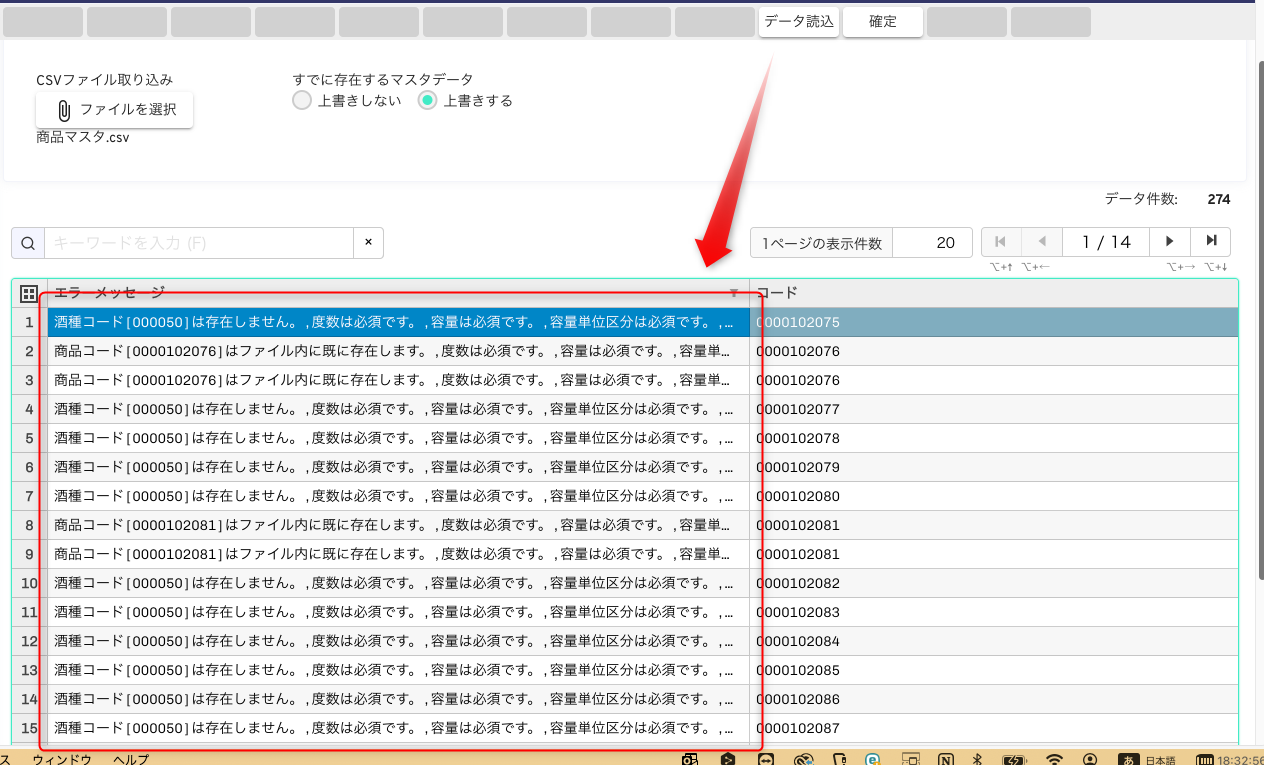 データ読込 確定
CSVファイル取り込み すでに存在するマスタデータ
ファイルを選択 上書きしない 上書きする
商品マスタ.csv
データ件数: 274
キーワードを入力 (F) × 1ページの表示件数 20 1 / 14
⌥+↑ ⌥+← ⌥+→ ⌥+↓
エラーメッセージ コード
1 酒種コード[000050]は存在しません。,度数は必須です。,容量は必須です。,容量単位区分は必須です。,... 0000102075
2 商品コード[0000102076]はファイル内に既に存在します。,度数は必須です。,容量は必須です。,容量単... 0000102076
3 商品コード[0000102076]はファイル内に既に存在します。,度数は必須です。,容量は必須です。,容量単... 0000102076
4 酒種コード[000050]は存在しません。,度数は必須です。,容量は必須です。,容量単位区分は必須です。,... 0000102077
5 酒種コード[000050]は存在しません。,度数は必須です。,容量は必須です。,容量単位区分は必須です。,... 0000102078
6 酒種コード[000050]は存在しません。,度数は必須です。,容量は必須です。,容量単位区分は必須です。,... 0000102079
7 酒種コード[000050]は存在しません。,度数は必須です。,容量は必須です。,容量単位区分は必須です。,... 0000102080
8 商品コード[0000102081]はファイル内に既に存在します。,度数は必須です。,容量は必須です。,容量単... 0000102081
9 商品コード[0000102081]はファイル内に既に存在します。,度数は必須です。,容量は必須です。,容量単... 0000102081
10 酒種コード[000050]は存在しません。,度数は必須です。,容量は必須です。,容量単位区分は必須です。,... 0000102082
11 酒種コード[000050]は存在しません。,度数は必須です。,容量は必須です。,容量単位区分は必須です。,... 0000102083
12 酒種コード[000050]は存在しません。,度数は必須です。,容量は必須です。,容量単位区分は必須です。,... 0000102084
13 酒種コード[000050]は存在しません。,度数は必須です。,容量は必須です。,容量単位区分は必須です。,... 0000102085
14 酒種コード[000050]は存在しません。,度数は必須です。,容量は必須です。,容量単位区分は必須です。,... 0000102086
15 酒種コード[000050]は存在しません。,度数は必須です。,容量は必須です。,容量単位区分は必須です。,... 0000102087
ス ウィンドウ ヘルプ あ 日本語 18:32:56